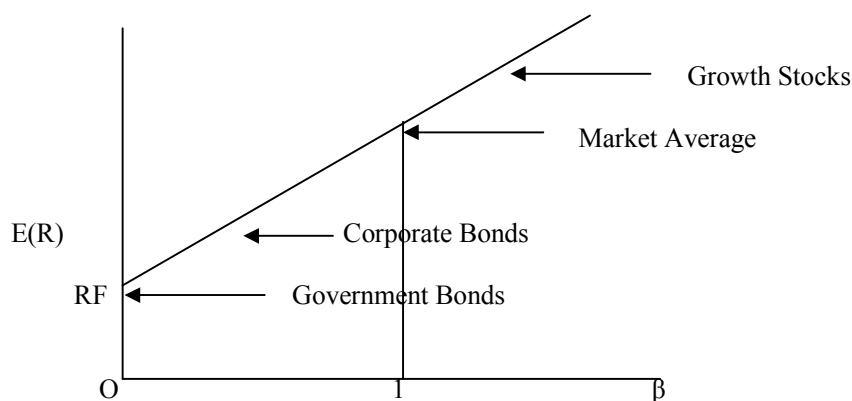 Growth Stocks
Market Average
E(R)
Corporate Bonds
RF
Government Bonds
O
1
β